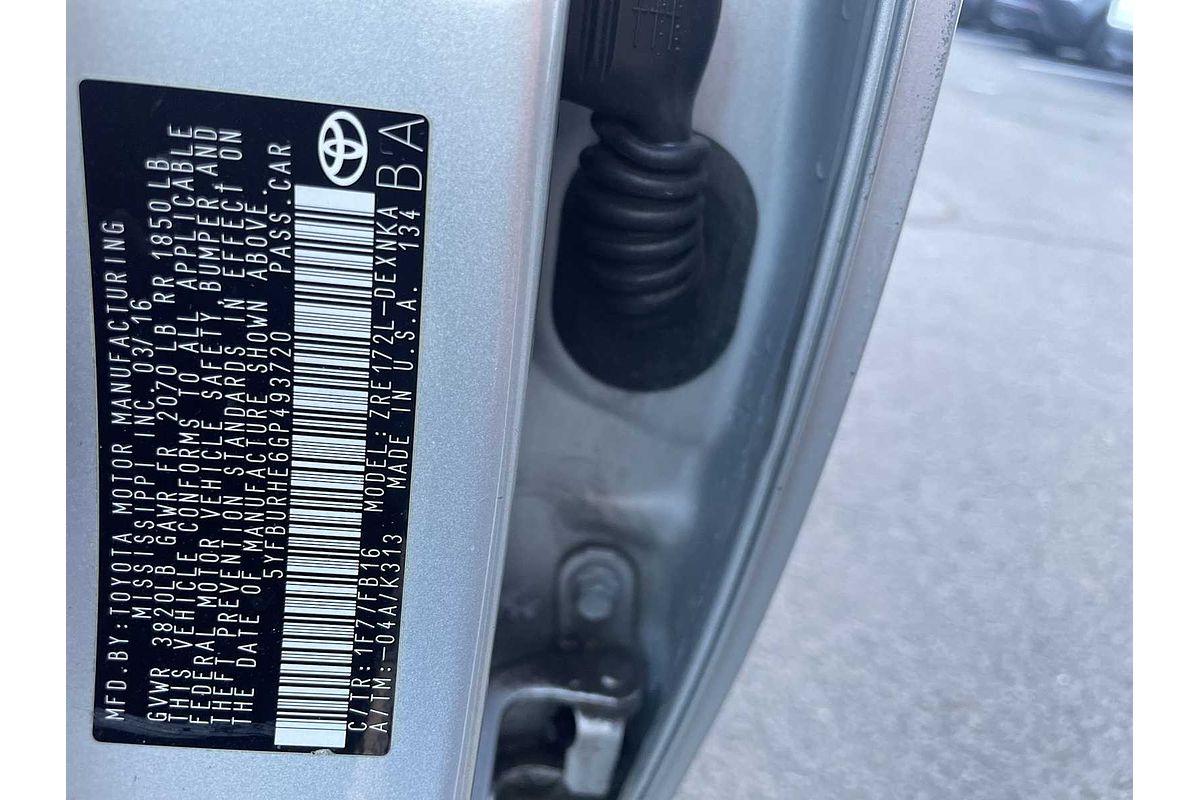 MFD.BY:TOYOTA MOTOR MANUFACTURING
MISSISSIPPI INC. 03/16
GVWR 3820LB GAWR FR 2070 LB RR 1850LB
THIS VEHICLE CONFORMS TO ALL APPLICABLE
FEDERAL MOTOR VEHICLE SAFETY, BUMPER, AND
THEFT PREVENTION STANDARDS IN EFFECT ON
THE DATE OF MANUFACTURE SHOWN ABOVE.
5YFBURHE6GP493720 PASS.CAR
C/TR: 1F7/FB16 MODEL: ZRE172L-DEXNKA
A/TM:-04A/K313 MADE IN U.S.A. 134
BA